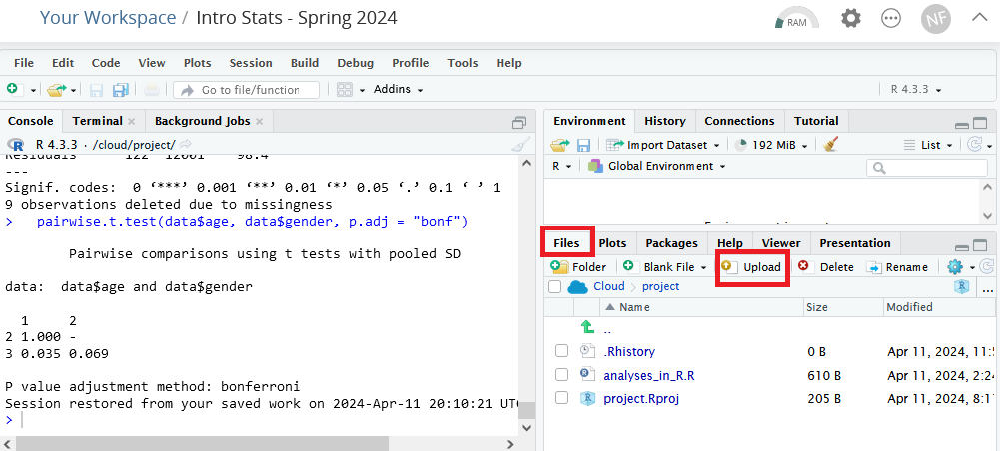 Your Workspace / Intro Stats - Spring 2024
RAM
NF
File Edit Code View Plots Session Build Debug Profile Tools Help
Go to file/function
Addins
R 4.3.3
Console Terminal Background Jobs
R 4.3.3 · /cloud/project/
Residuals 122 12001 98.4
---
Signif. codes: 0 ‘***’ 0.001 ‘**’ 0.01 ‘*’ 0.05 ‘.’ 0.1 ‘ ’ 1
9 observations deleted due to missingness
> pairwise.t.test(data$age, data$gender, p.adj = "bonf")
Pairwise comparisons using t tests with pooled SD
data: data$age and data$gender
1 2
2 1.000 -
3 0.035 0.069
P value adjustment method: bonferroni
Session restored from your saved work on 2024-Apr-11 20:10:21 UTC
>
Environment History Connections Tutorial
Import Dataset 192 MiB List
R Global Environment
Files Plots Packages Help Viewer Presentation
Folder Blank File Upload Delete Rename
Cloud project
R
...
Name Size Modified
..
.Rhistory 0 B Apr 11, 2024, 11:5
analyses_in_R.R 610 B Apr 11, 2024, 2:24
project.Rproj 205 B Apr 11, 2024, 8:1